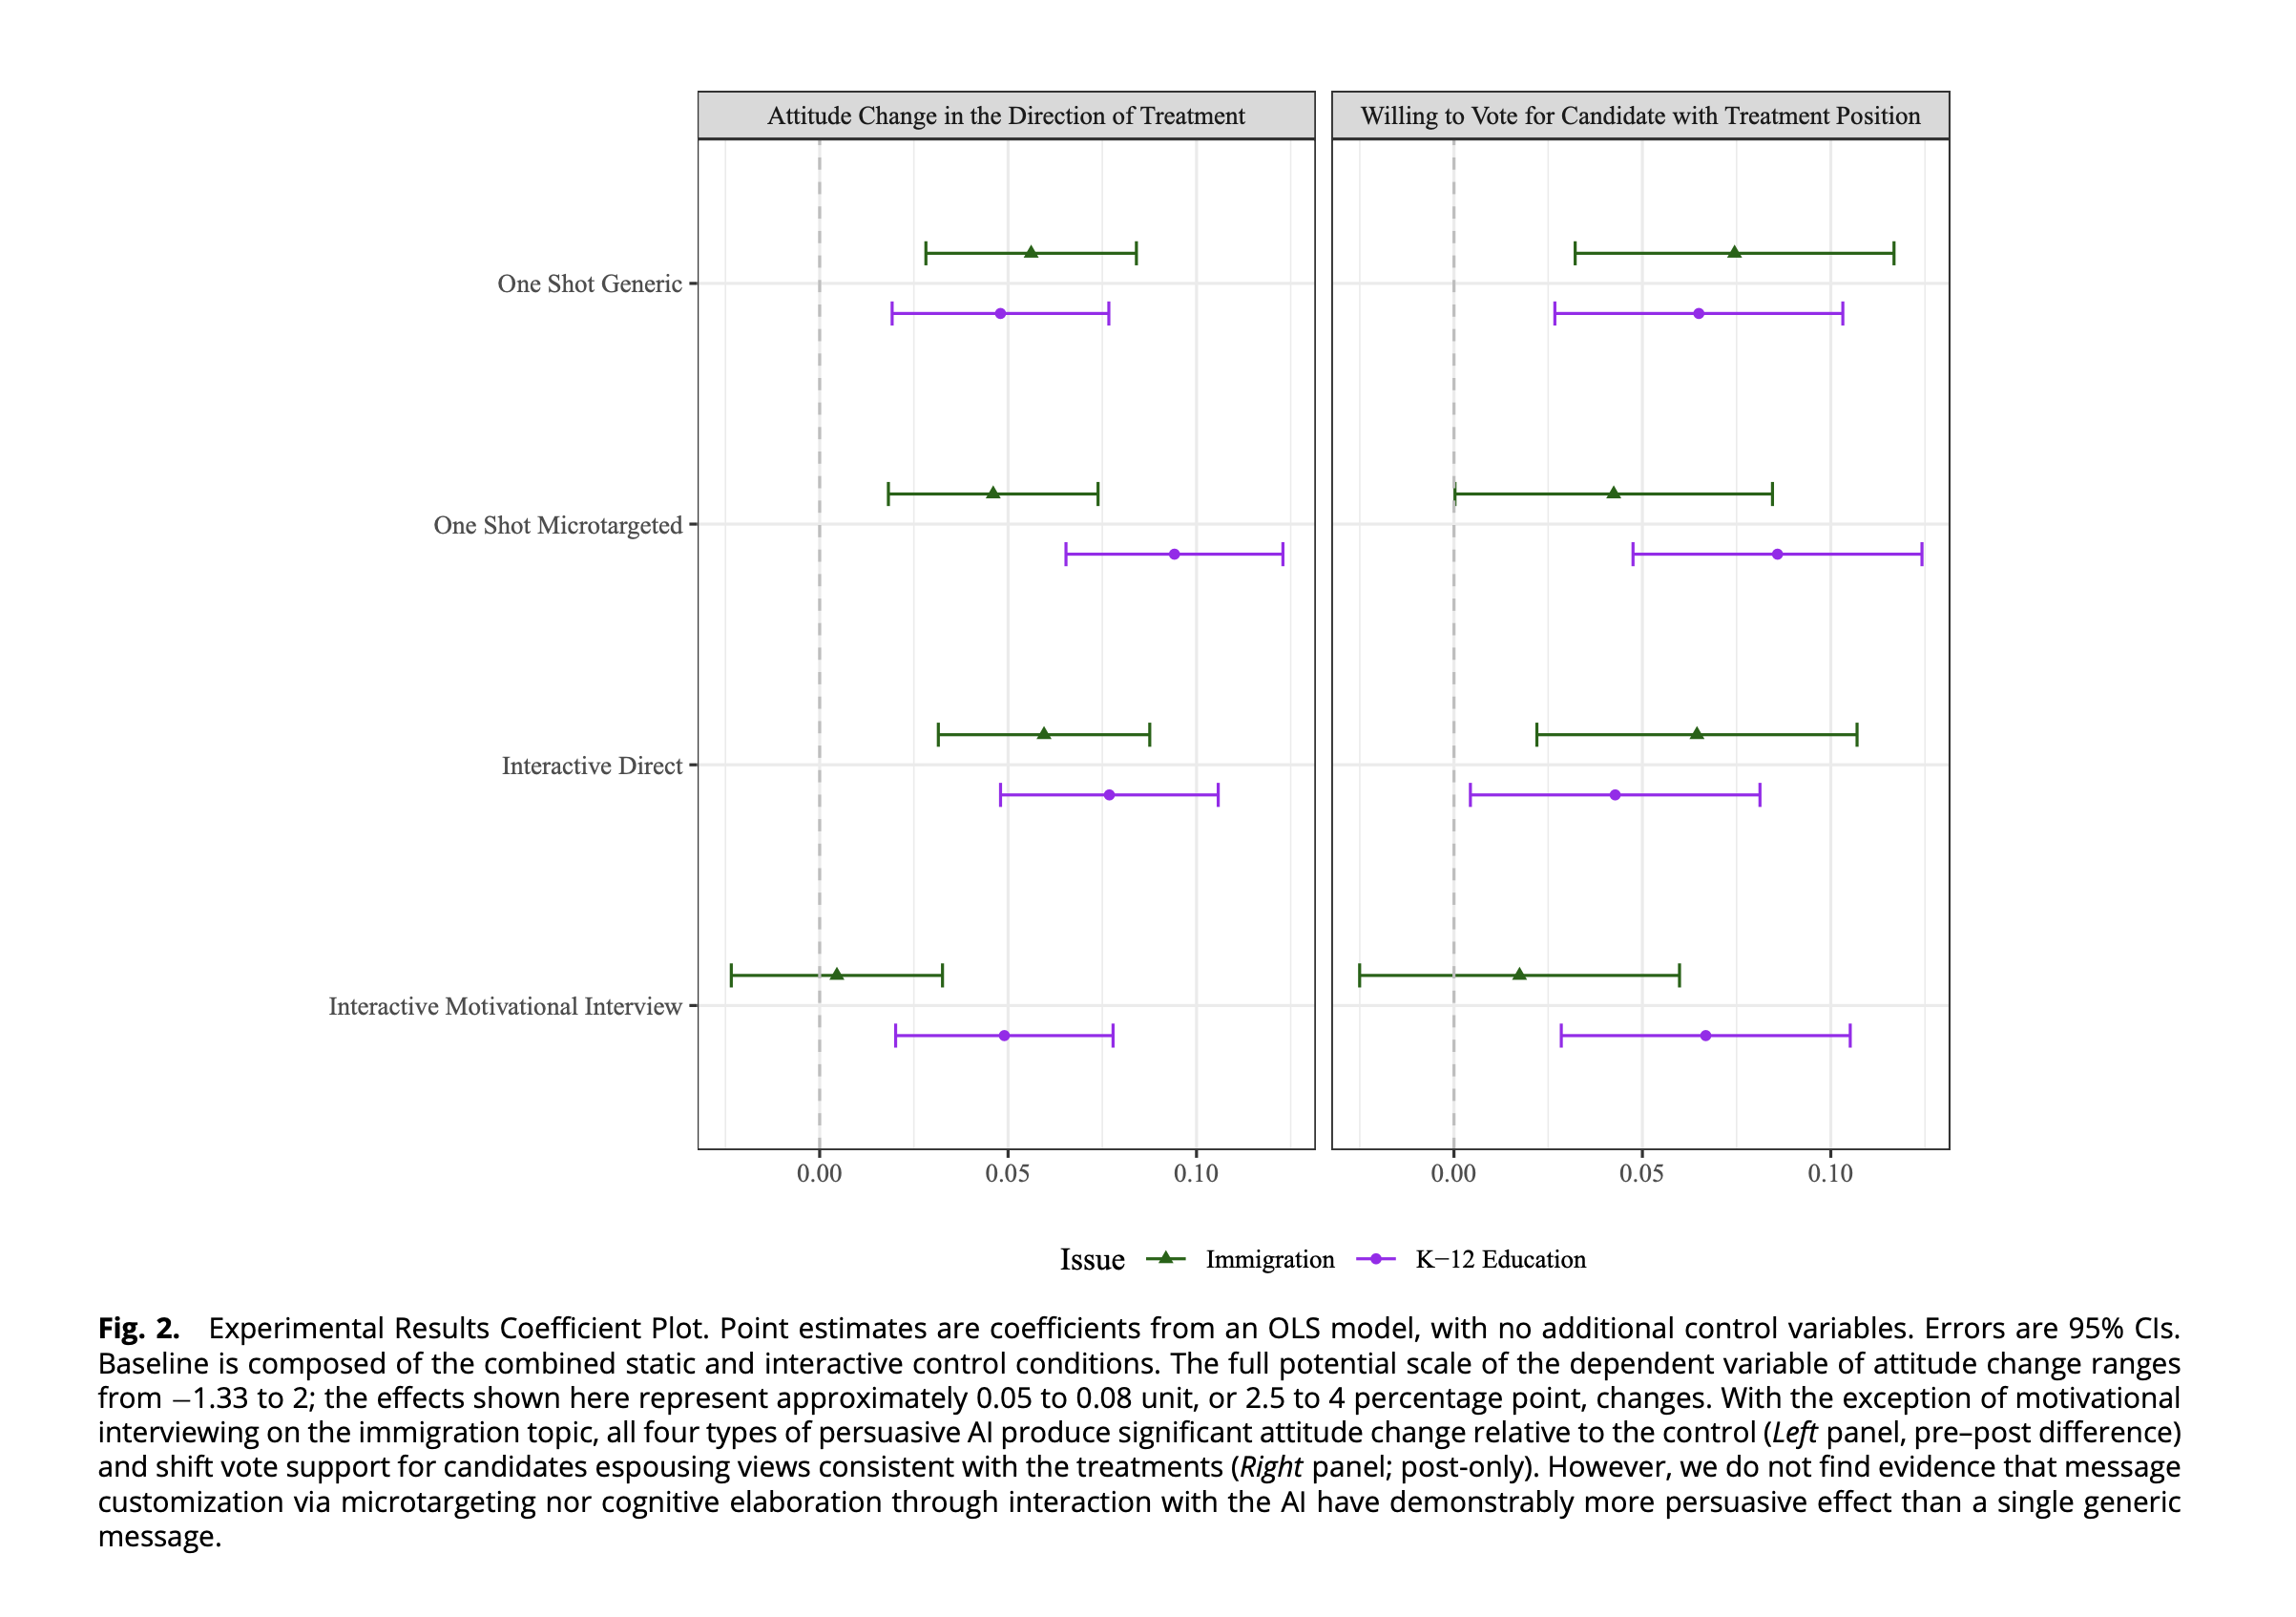 Attitude Change in the Direction of Treatment
Willing to Vote for Candidate with Treatment Position
One Shot Generic
One Shot Microtargeted
Interactive Direct
Interactive Motivational Interview
0.00 0.05 0.10
0.00 0.05 0.10
Issue Immigration K−12 Education
Fig. 2. Experimental Results Coefficient Plot. Point estimates are coefficients from an OLS model, with no additional control variables. Errors are 95% CIs.
Baseline is composed of the combined static and interactive control conditions. The full potential scale of the dependent variable of attitude change ranges
from −1.33 to 2; the effects shown here represent approximately 0.05 to 0.08 unit, or 2.5 to 4 percentage point, changes. With the exception of motivational
interviewing on the immigration topic, all four types of persuasive AI produce significant attitude change relative to the control (Left panel, pre–post difference)
and shift vote support for candidates espousing views consistent with the treatments (Right panel; post-only). However, we do not find evidence that message
customization via microtargeting nor cognitive elaboration through interaction with the AI have demonstrably more persuasive effect than a single generic
message.